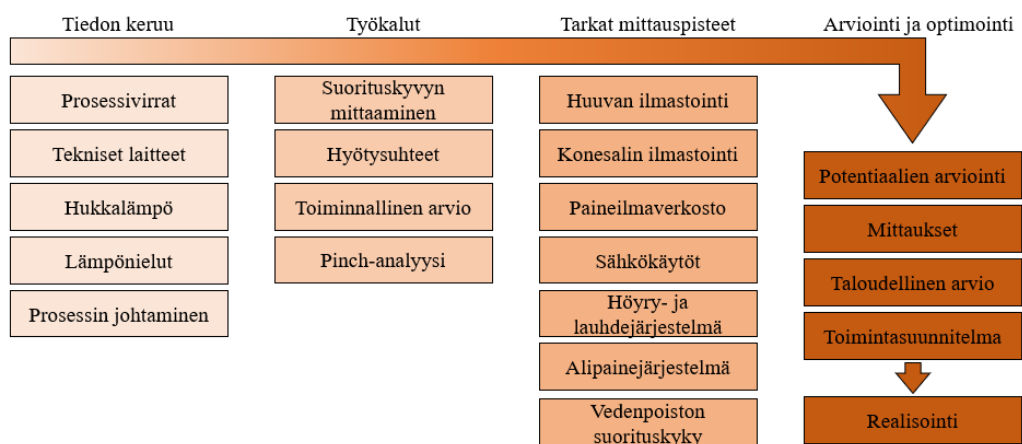 Tiedon keruu
Työkalut
Tarkat mittauspisteet
Arviointi ja optimointi
Prosessivirrat
Tekniset laitteet
Hukkalämpö
Lämpönielut
Prosessin johtaminen
Suorituskyvyn
mittaaminen
Hyötysuhteet
Toiminnallinen arvio
Pinch-analyysi
Huuvan ilmastointi
Konesalin ilmastointi
Paineilmaverkosto
Sähkökäytöt
Höyry- ja
lauhdejärjestelmä
Alipainejärjestelmä
Vedenpoiston
suorituskyky
Potentiaalien arviointi
Mittaukset
Taloudellinen arvio
Toimintasuunnitelma
Realisointi